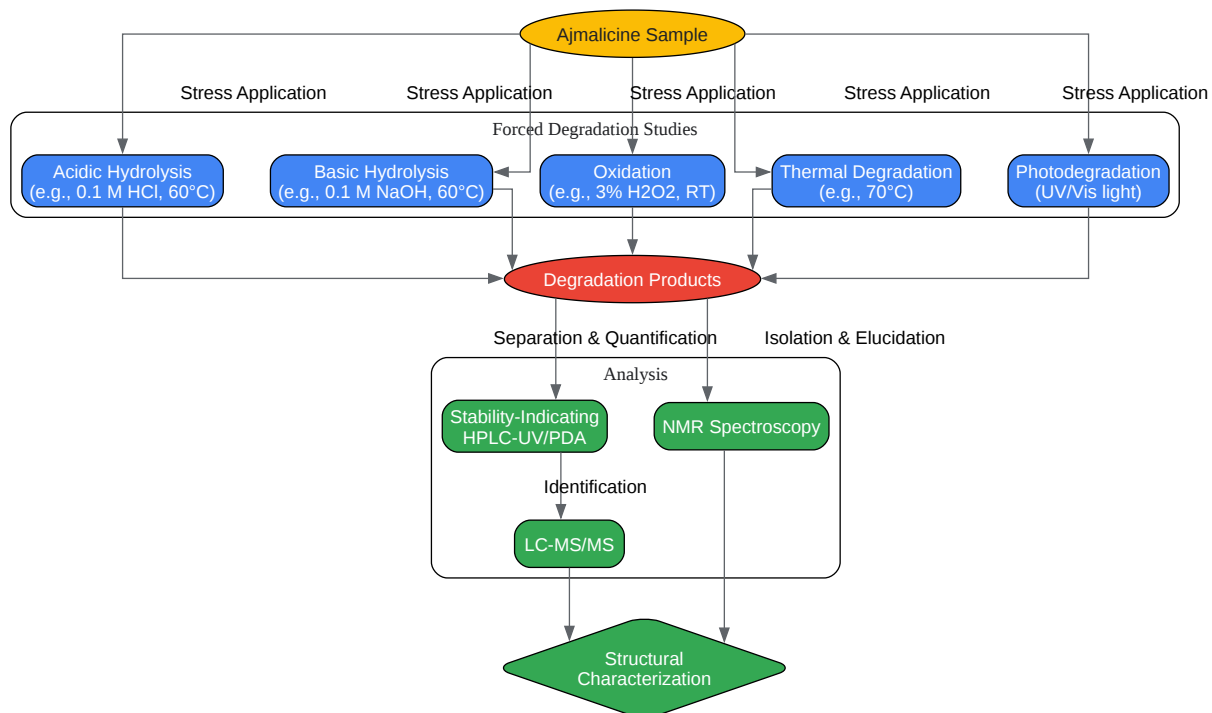 Ajmalicine Sample
Stress Application
Stress Application
Stress Application
Stress Application
Stress Application
Forced Degradation Studies
Acidic Hydrolysis
(e.g., 0.1 M HCl, 60°C)
Basic Hydrolysis
(e.g., 0.1 M NaOH, 60°C)
Oxidation
(e.g., 3% H2O2, RT)
Thermal Degradation
(e.g., 70°C)
Photodegradation
(UV/Vis light)
Degradation Products
Separation & Quantification
Isolation & Elucidation
Analysis
Stability-Indicating
HPLC-UV/PDA
NMR Spectroscopy
Identification
LC-MS/MS
Structural
Characterization